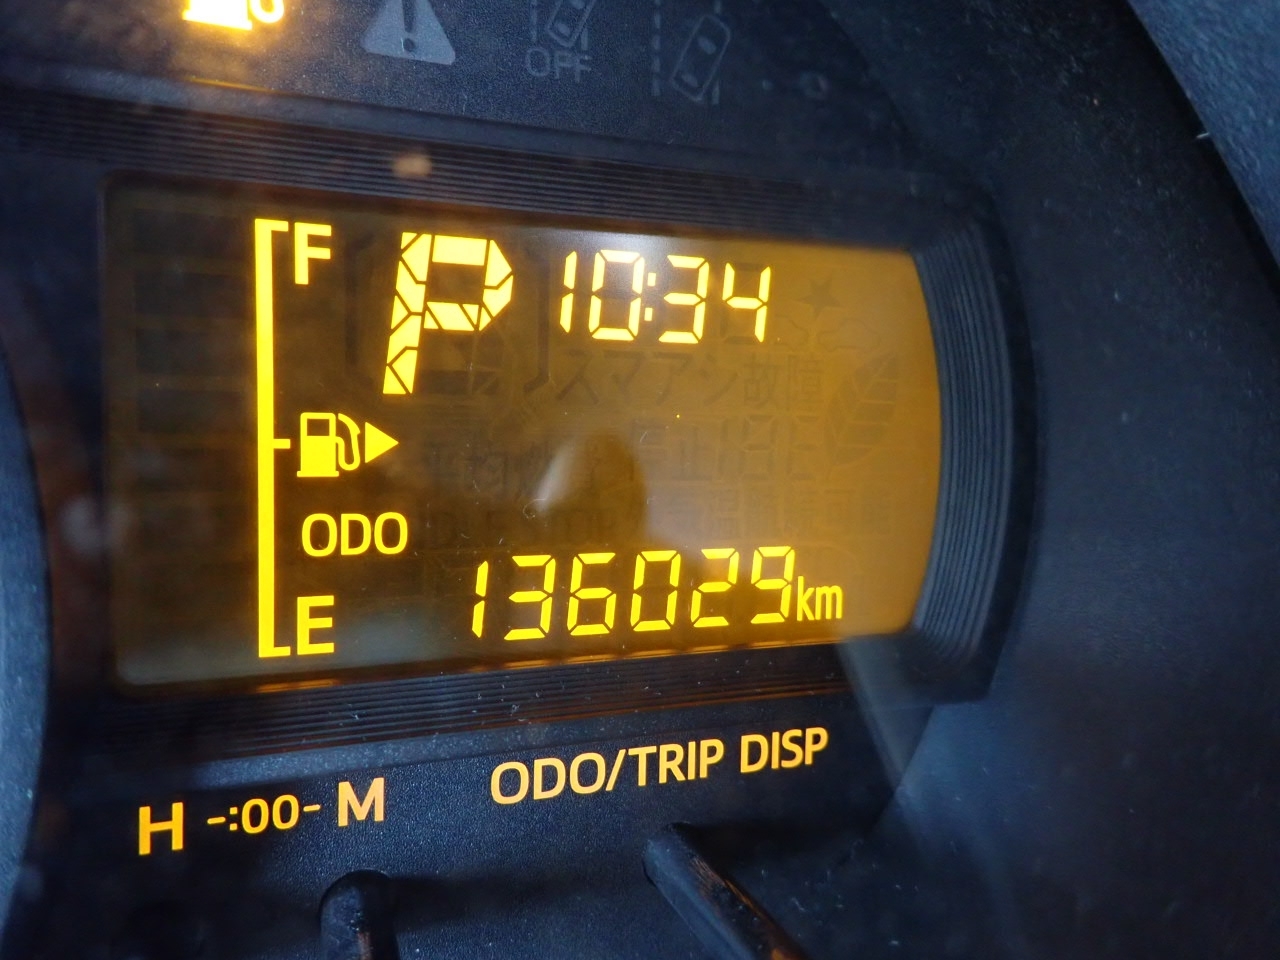 OFF
F
P 10:34
スマアシ故障
ODO
136029km
E
ODO/TRIP DISP
H -:00- M